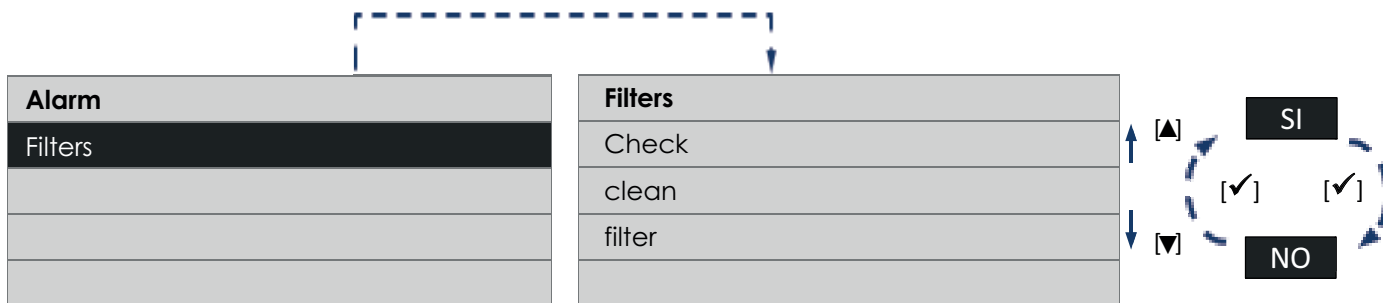 Alarm
Filters
Filters
Check
clean
filter
[▲]
[▼]
SI
[✔] [✔]
NO